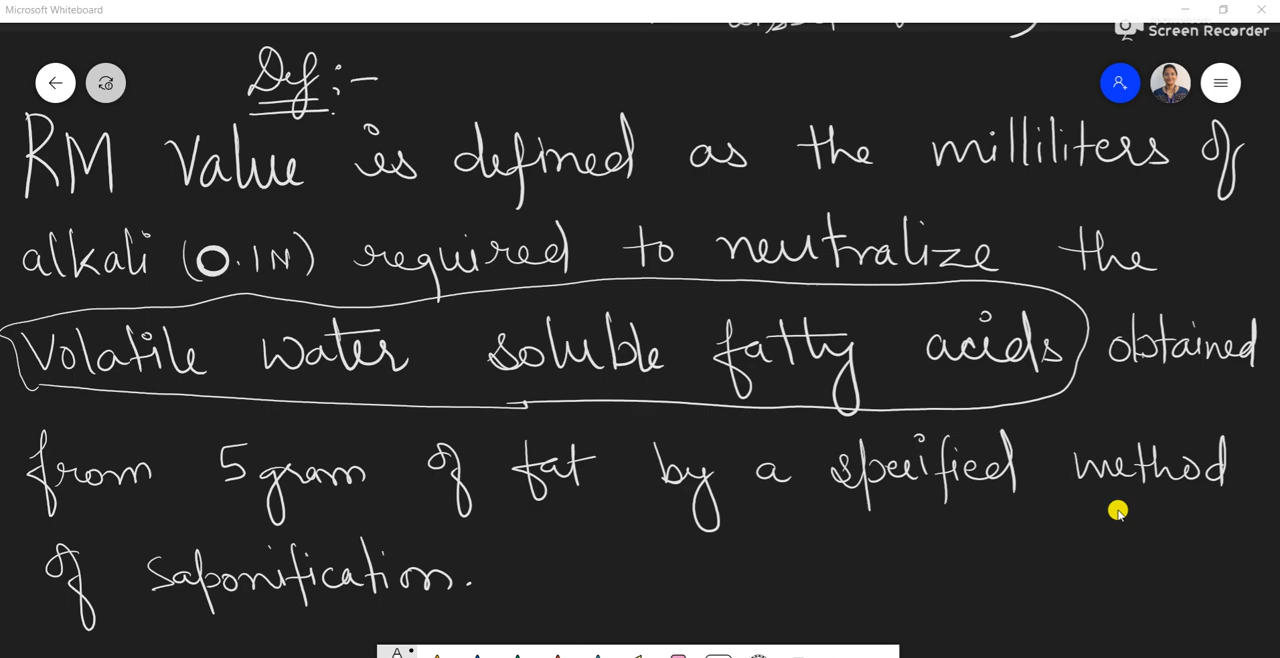 Microsoft Whiteboard
Screen Recorder
Def :-
RM Value is defined as the milliliters of
alkali (0.1N) required to neutralize the
Volatile water soluble fatty acids obtained
from 5 gram of fat by a specified method
of saponification.
A